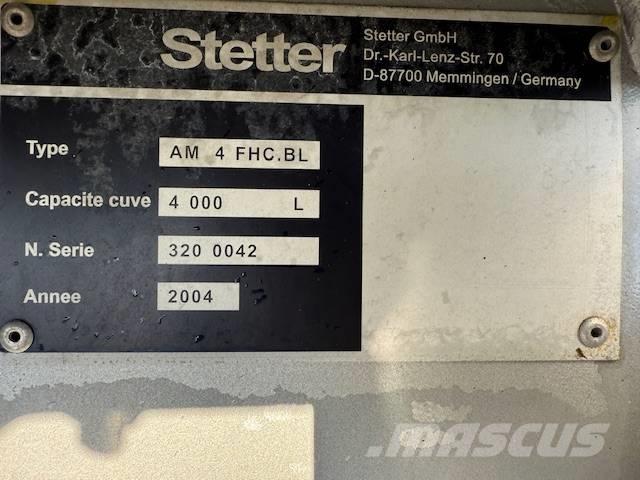 Stetter
Stetter GmbH
Dr.-Karl-Lenz-Str. 70
D-87700 Memmingen / Germany
Type AM 4 FHC.BL
Capacite cuve 4 000 L
N. Serie 320 0042
Annee 2004
MASCUS